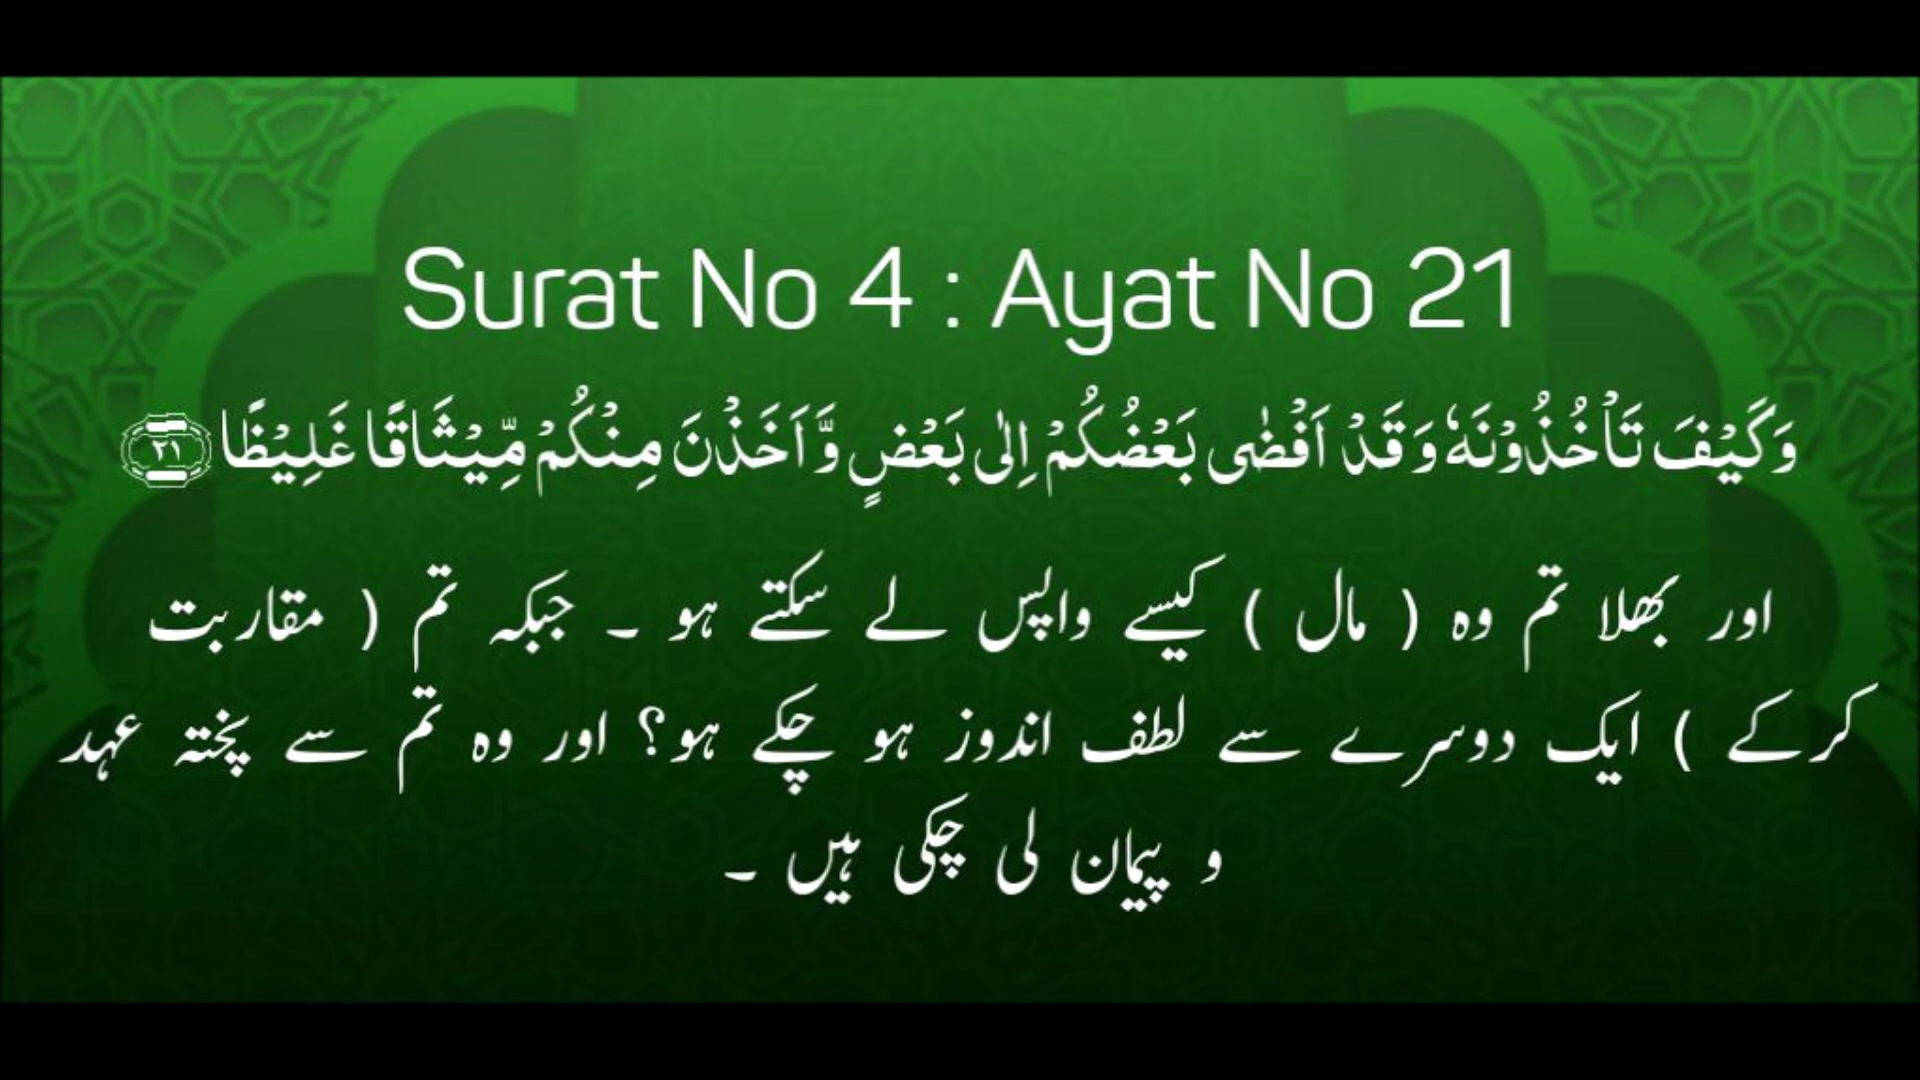 Surat No 4 : Ayat No 21
وَكَيْفَ تَاْخُذُوْنَهٗ وَ قَدْ اَفْضٰى بَعْضُكُمْ اِلٰى بَعْضٍ وَّ اَخَذْنَ مِنْكُمْ مِّيْثَاقًا غَلِيْظًا ﴿۲۱﴾
اور بھلا تم وہ ( مال ) کیسے واپس لے سکتے ہو ۔ جبکہ تم ( مقاربت
کرکے ) ایک دوسرے سے لطف اندوز ہو چکے ہو؟ اور وہ تم سے پختہ عہد
و پیمان لی چکی ہیں ۔